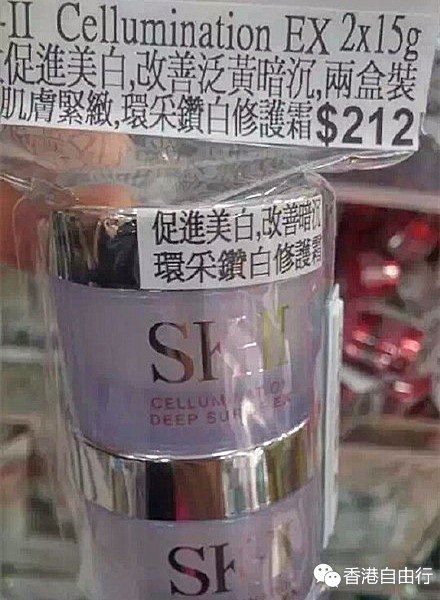 -II Cellumination EX 2x15g
促進美白,改善泛黃暗沉,兩盒裝
肌膚緊緻,環采鑽白修護霜 $212
促進美白,改善暗沉
環采鑽白修護霜
SK-II
CELLUMINATION
DEEP SURGE EX
SK
香港自由行